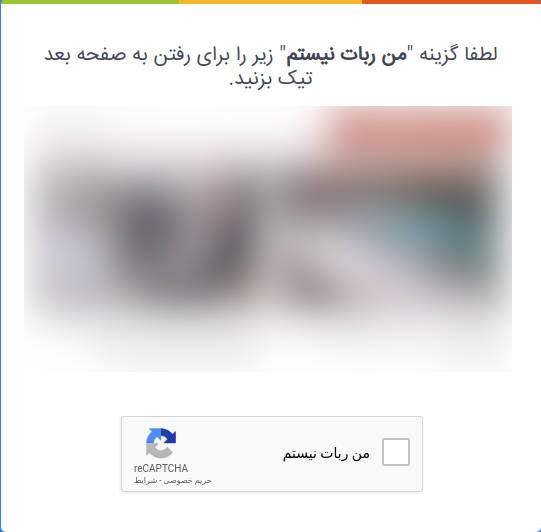 لطفا گزینه "من ربات نیستم" زیر را برای رفتن به صفحه بعد
تیک بزنید.
من ربات نیستم
reCAPTCHA
حریم خصوصی - شرایط